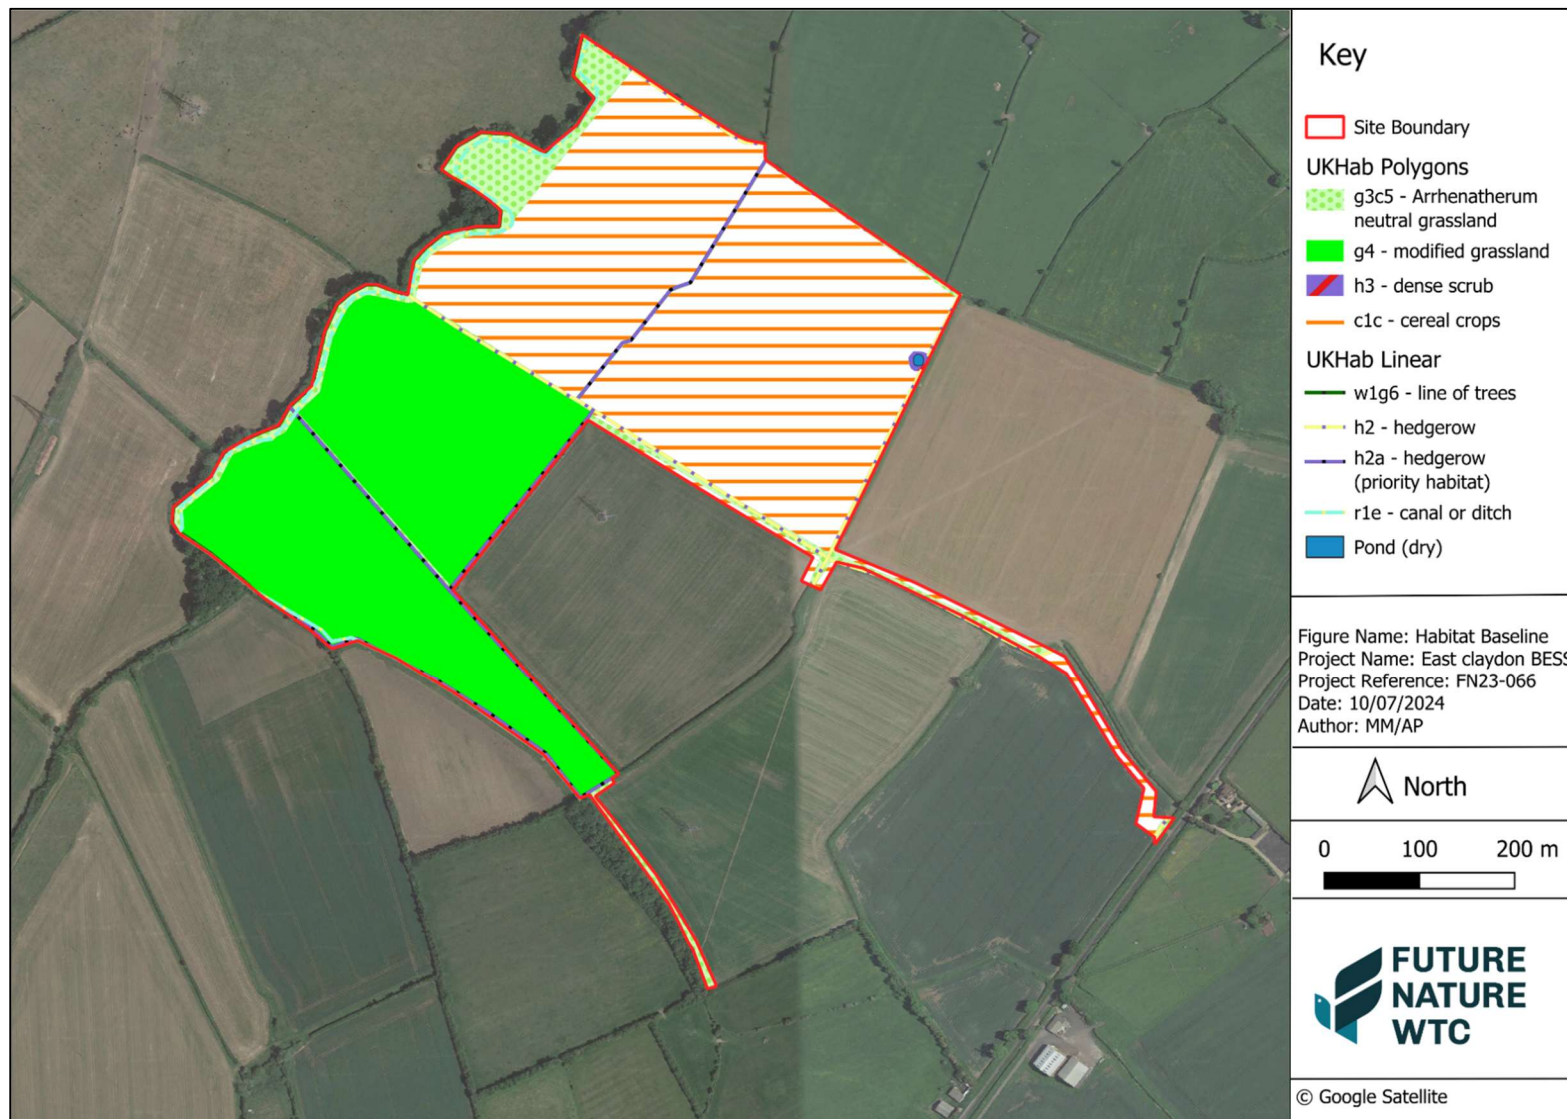 Key
Site Boundary
UKHab Polygons
g3c5 - Arrhenatherum
neutral grassland
g4 - modified grassland
h3 - dense scrub
c1c - cereal crops
UKHab Linear
w1g6 - line of trees
h2 - hedgerow
h2a - hedgerow
(priority habitat)
r1e - canal or ditch
Pond (dry)
Figure Name: Habitat Baseline
Project Name: East claydon BESS
Project Reference: FN23-066
Date: 10/07/2024
Author: MM/AP
North
0 100 200 m
FUTURE
NATURE
WTC
© Google Satellite